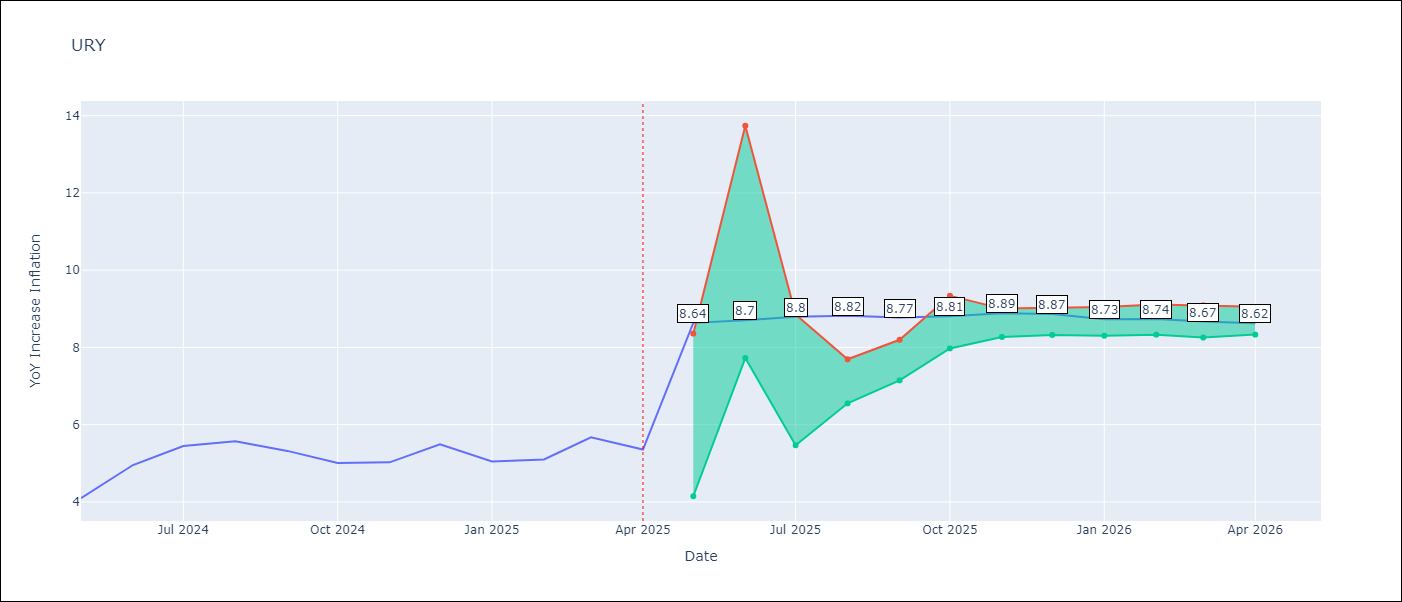 URY
YoY Increase Inflation
14
12
10
8
6
4
8.64
8.7
8.8
8.82
8.77
8.81
8.89
8.87
8.73
8.74
8.67
8.62
Jul 2024
Oct 2024
Jan 2025
Apr 2025
Jul 2025
Oct 2025
Jan 2026
Apr 2026
Date